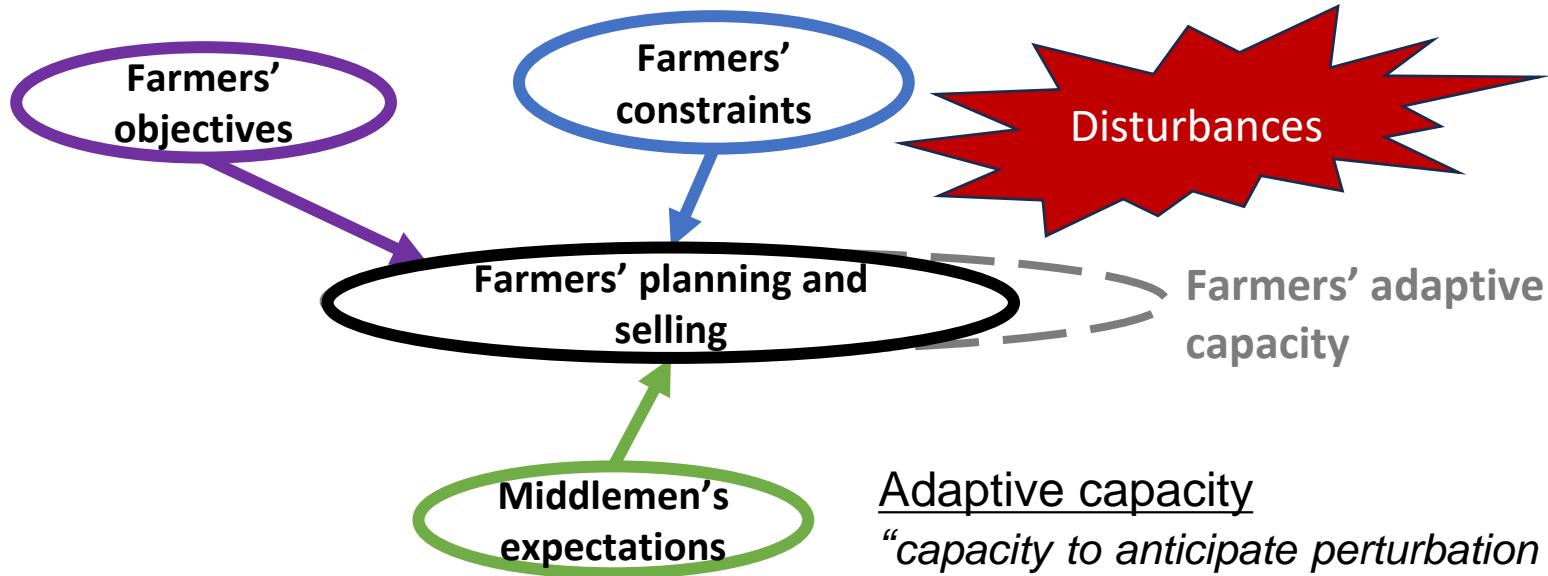 Farmers’
objectives
Farmers’
constraints
Disturbances
Farmers’ planning and
selling
Farmers’ adaptive
capacity
Middlemen’s
expectations
Adaptive capacity
“capacity to anticipate perturbation